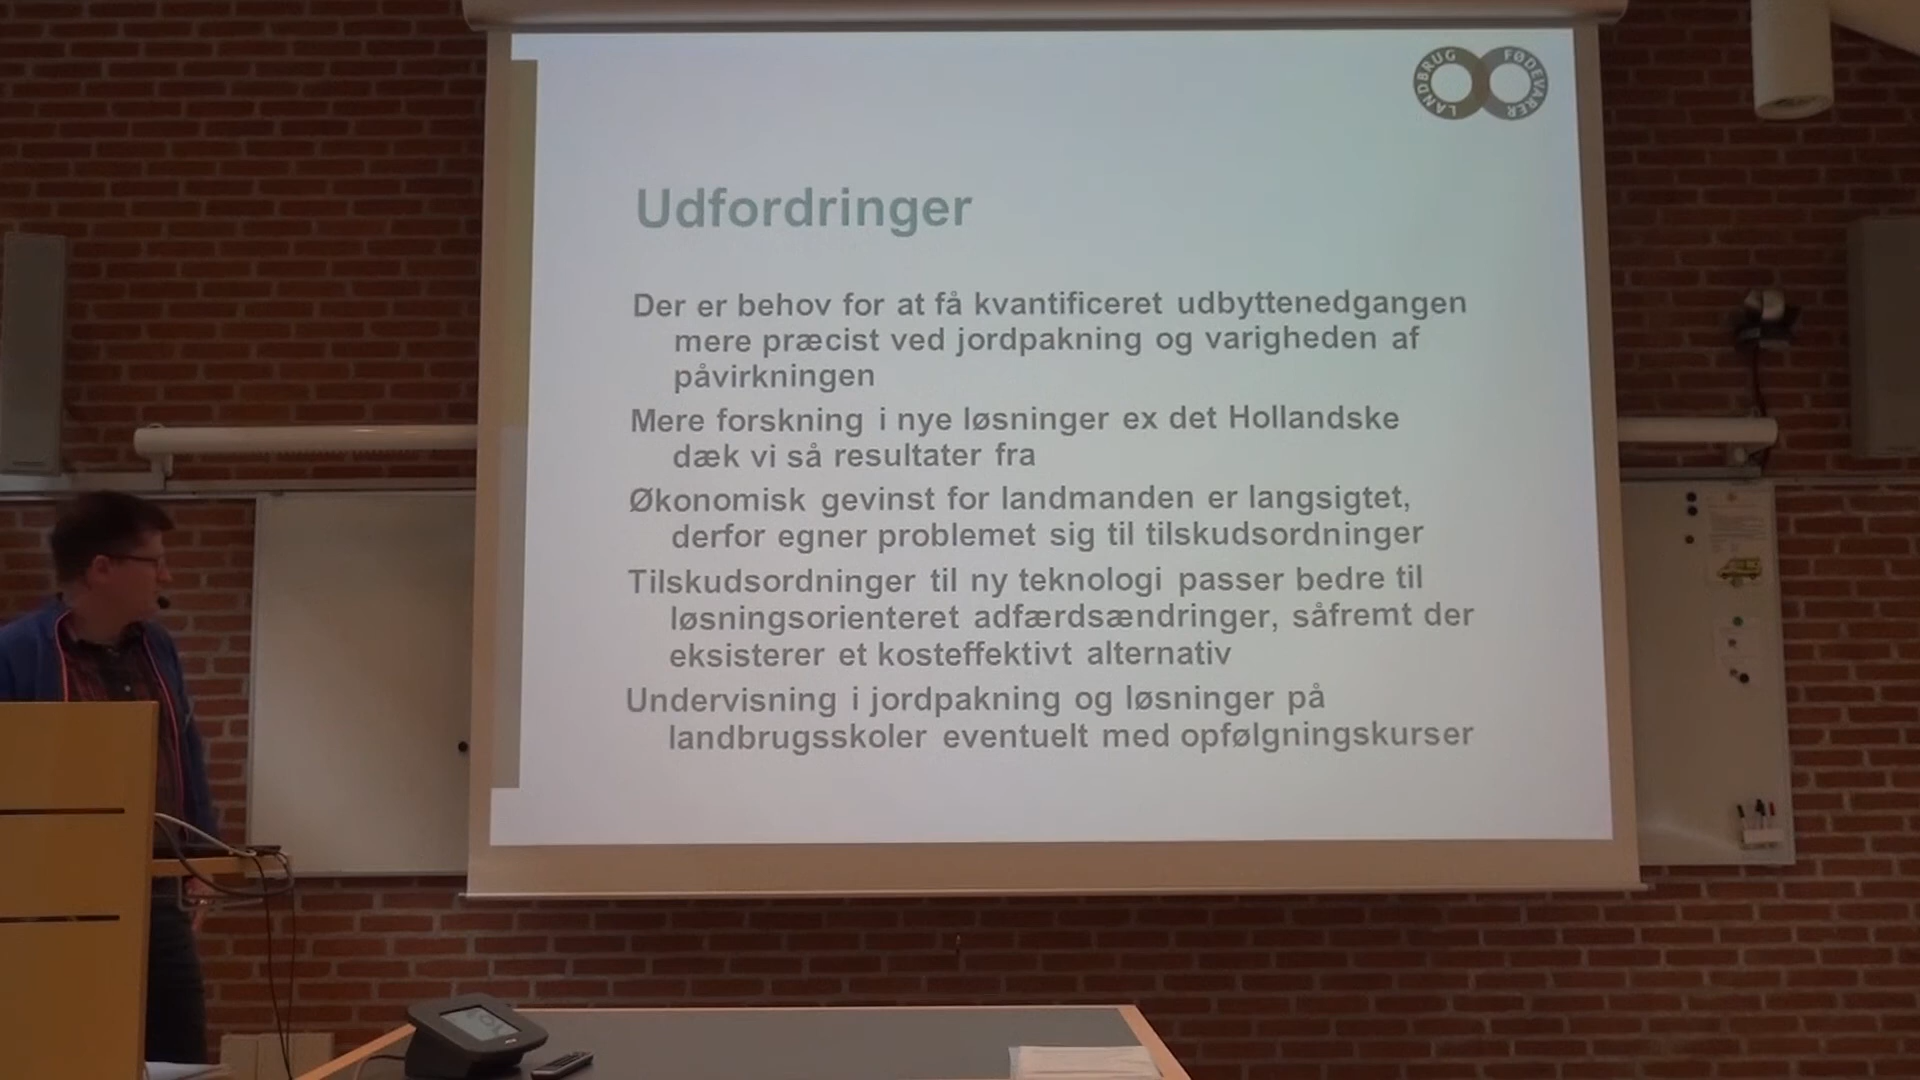 LANDBRUG FØDEVARER
Udfordringer
Der er behov for at få kvantificeret udbyttenedgangen
mere præcist ved jordpakning og varigheden af
påvirkningen
Mere forskning i nye løsninger ex det Hollandske
dæk vi så resultater fra
Økonomisk gevinst for landmanden er langsigtet,
derfor egner problemet sig til tilskudsordninger
Tilskudsordninger til ny teknologi passer bedre til
løsningsorienteret adfærdsændringer, såfremt der
eksisterer et kosteffektivt alternativ
Undervisning i jordpakning og løsninger på
landbrugsskoler eventuelt med opfølgningskurser